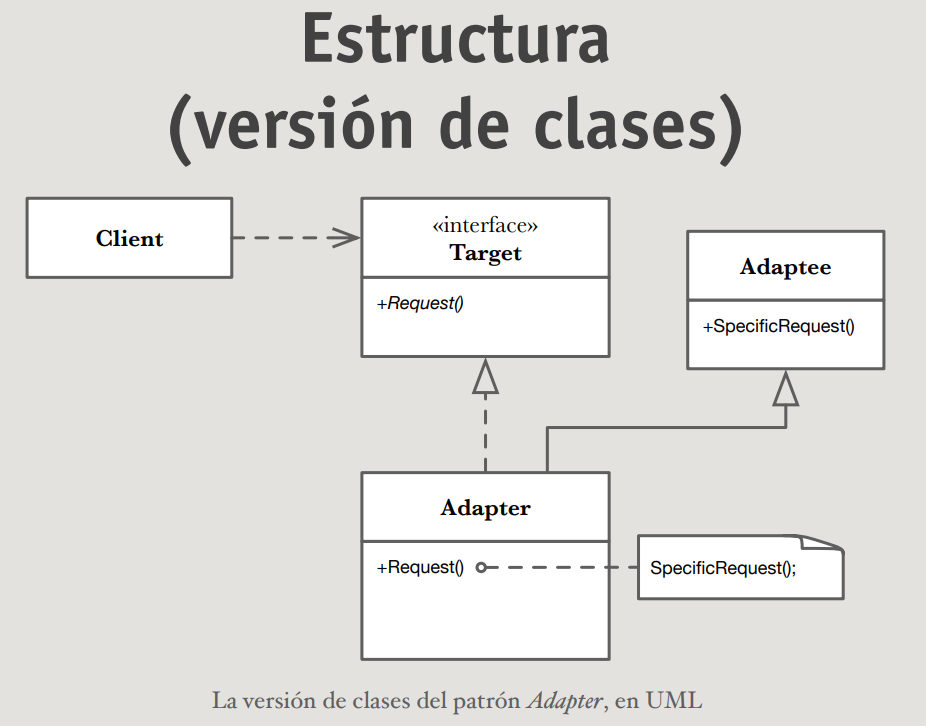 Estructura
(versión de clases)
Client
«interface»
Target
+Request()
Adaptee
+SpecificRequest()
Adapter
+Request()
SpecificRequest();
La versión de clases del patrón Adapter, en UML